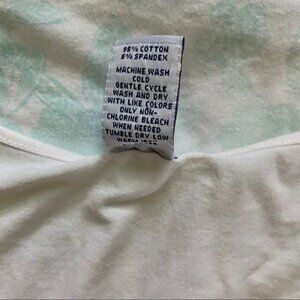 95% COTTON
5% SPANDEX
MACHINE WASH
COLD
GENTLE CYCLE
WASH AND DRY
WITH LIKE COLORS
ONLY NON-
CHLORINE BLEACH
WHEN NEEDED
TUMBLE DRY LOW
WARM